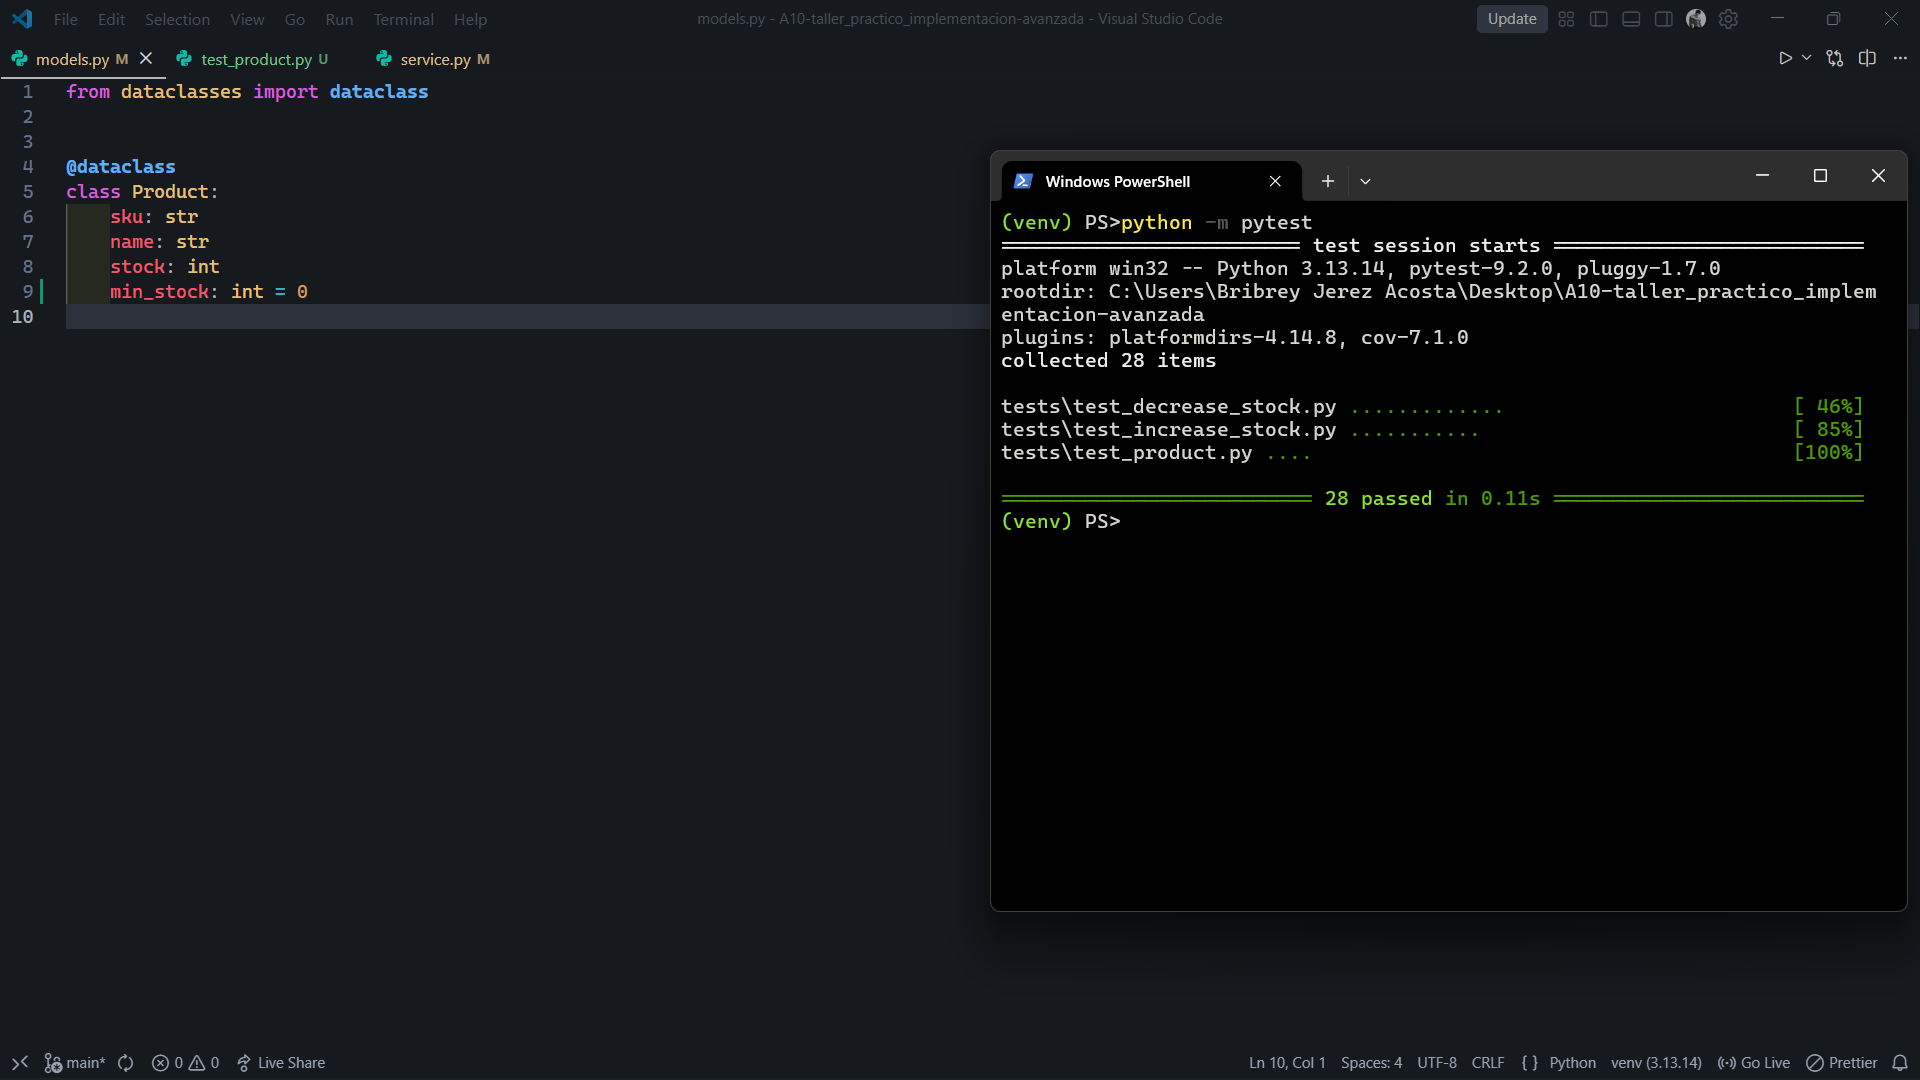 File Edit Selection View Go Run Terminal Help
models.py - A10-taller_practico_implementacion-avanzada - Visual Studio Code
Update
models.py M
test_product.py U
service.py M
1 from dataclasses import dataclass
2
3
4 @dataclass
5 class Product:
6 sku: str
7 name: str
8 stock: int
9 min_stock: int = 0
10
Windows PowerShell
(venv) PS>python -m pytest
test session starts
platform win32 -- Python 3.13.14, pytest-9.2.0, pluggy-1.7.0
rootdir: C:\Users\Bribrey Jerez Acosta\Desktop\A10-taller_practico_implem
entacion-avanzada
plugins: platformdirs-4.14.8, cov-7.1.0
collected 28 items
tests\test_decrease_stock.py ............. [ 46%]
tests\test_increase_stock.py ........... [ 85%]
tests\test_product.py .... [100%]
28 passed in 0.11s
(venv) PS>
main* 0 0 Live Share
Ln 10, Col 1 Spaces: 4 UTF-8 CRLF { } Python venv (3.13.14) Go Live Prettier